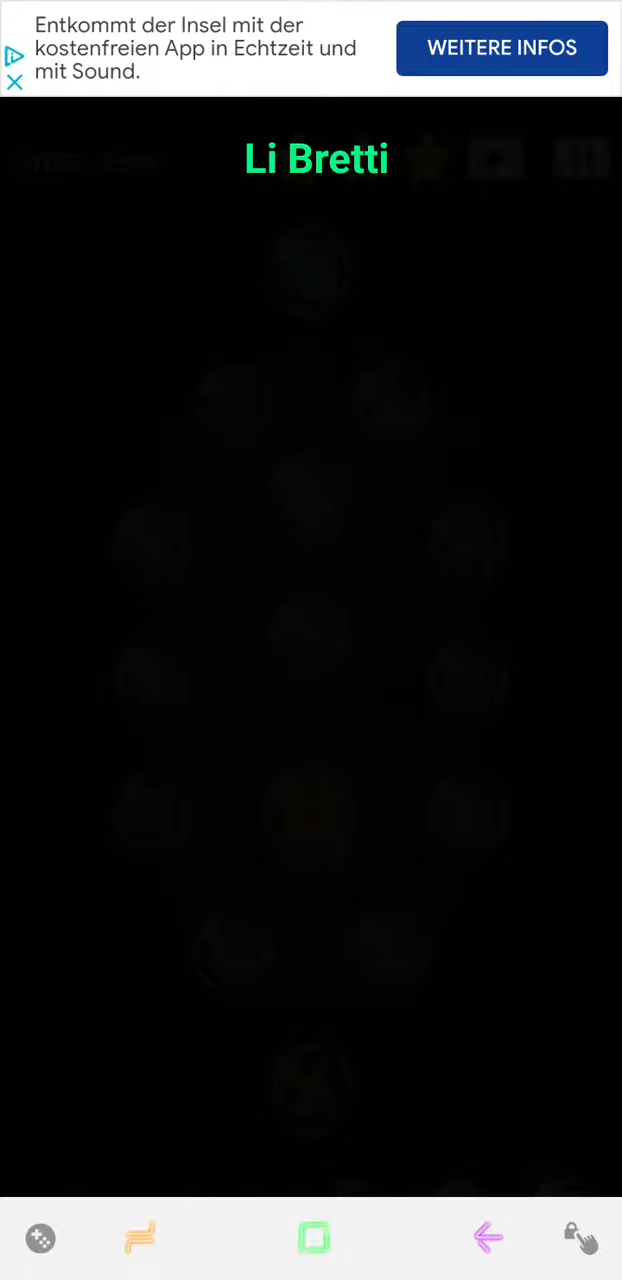 Entkommt der Insel mit der
kostenfreien App in Echtzeit und
mit Sound.
WEITERE INFOS
Li Bretti